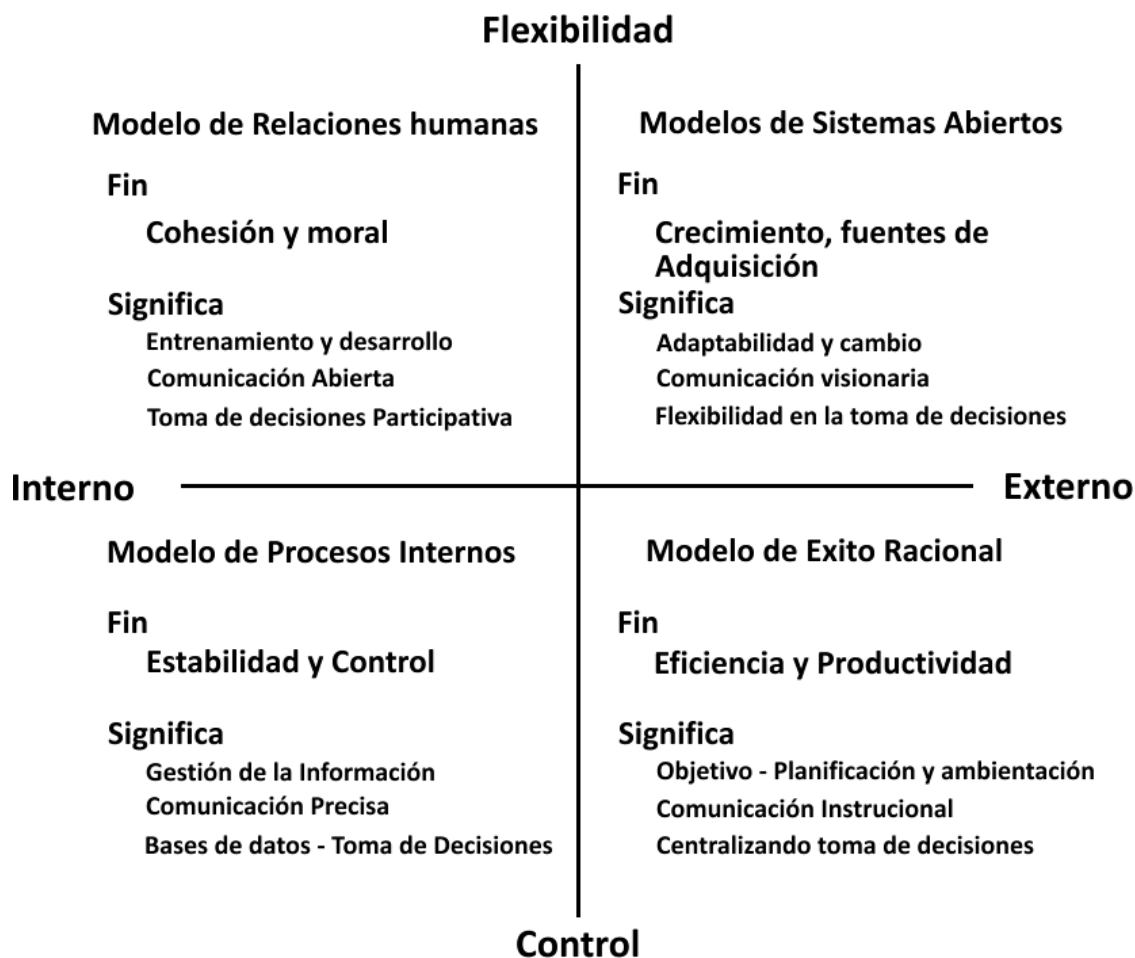 Flexibilidad
Modelo de Relaciones humanas
Fin
Cohesión y moral
Significa
Entrenamiento y desarrollo
Comunicación Abierta
Toma de decisiones Participativa
Modelos de Sistemas Abiertos
Fin
Crecimiento, fuentes de
Adquisición
Significa
Adaptabilidad y cambio
Comunicación visionaria
Flexibilidad en la toma de decisiones
Interno
Externo
Modelo de Procesos Internos
Fin
Estabilidad y Control
Significa
Gestión de la Información
Comunicación Precisa
Bases de datos - Toma de Decisiones
Modelo de Exito Racional
Fin
Eficiencia y Productividad
Significa
Objetivo - Planificación y ambientación
Comunicación Instrucional
Centralizando toma de decisiones
Control